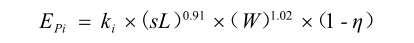 E_{Pi} = k_i × (sL)^{0.91} × (W)^{1.02} × (1 - η)